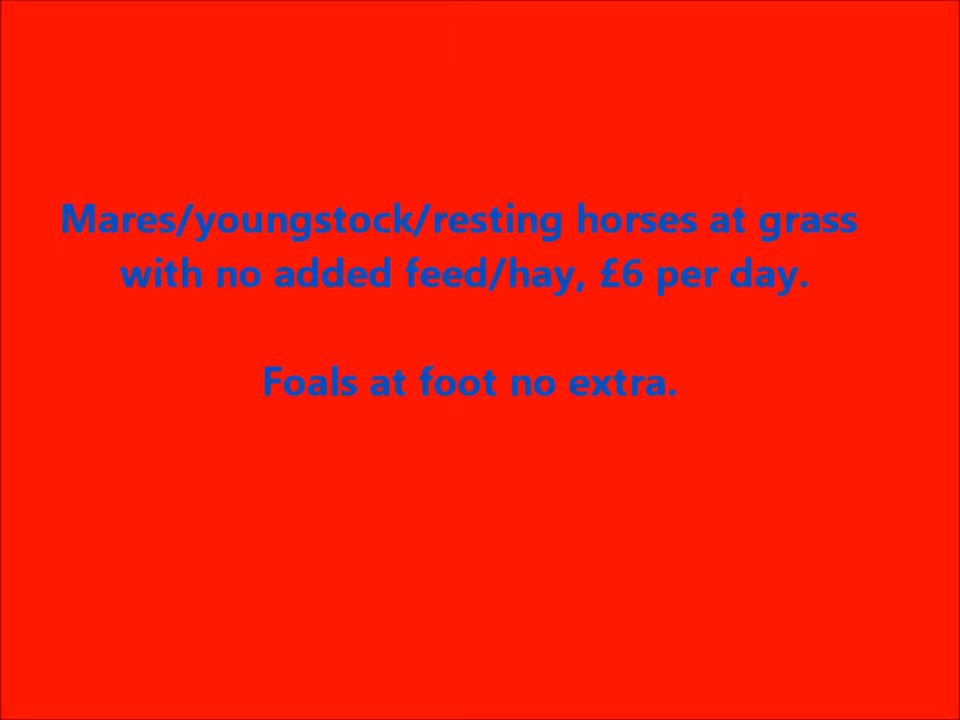 Mares/youngstock/resting horses at grass
with no added feed/hay, £6 per day.
Foals at foot no extra.